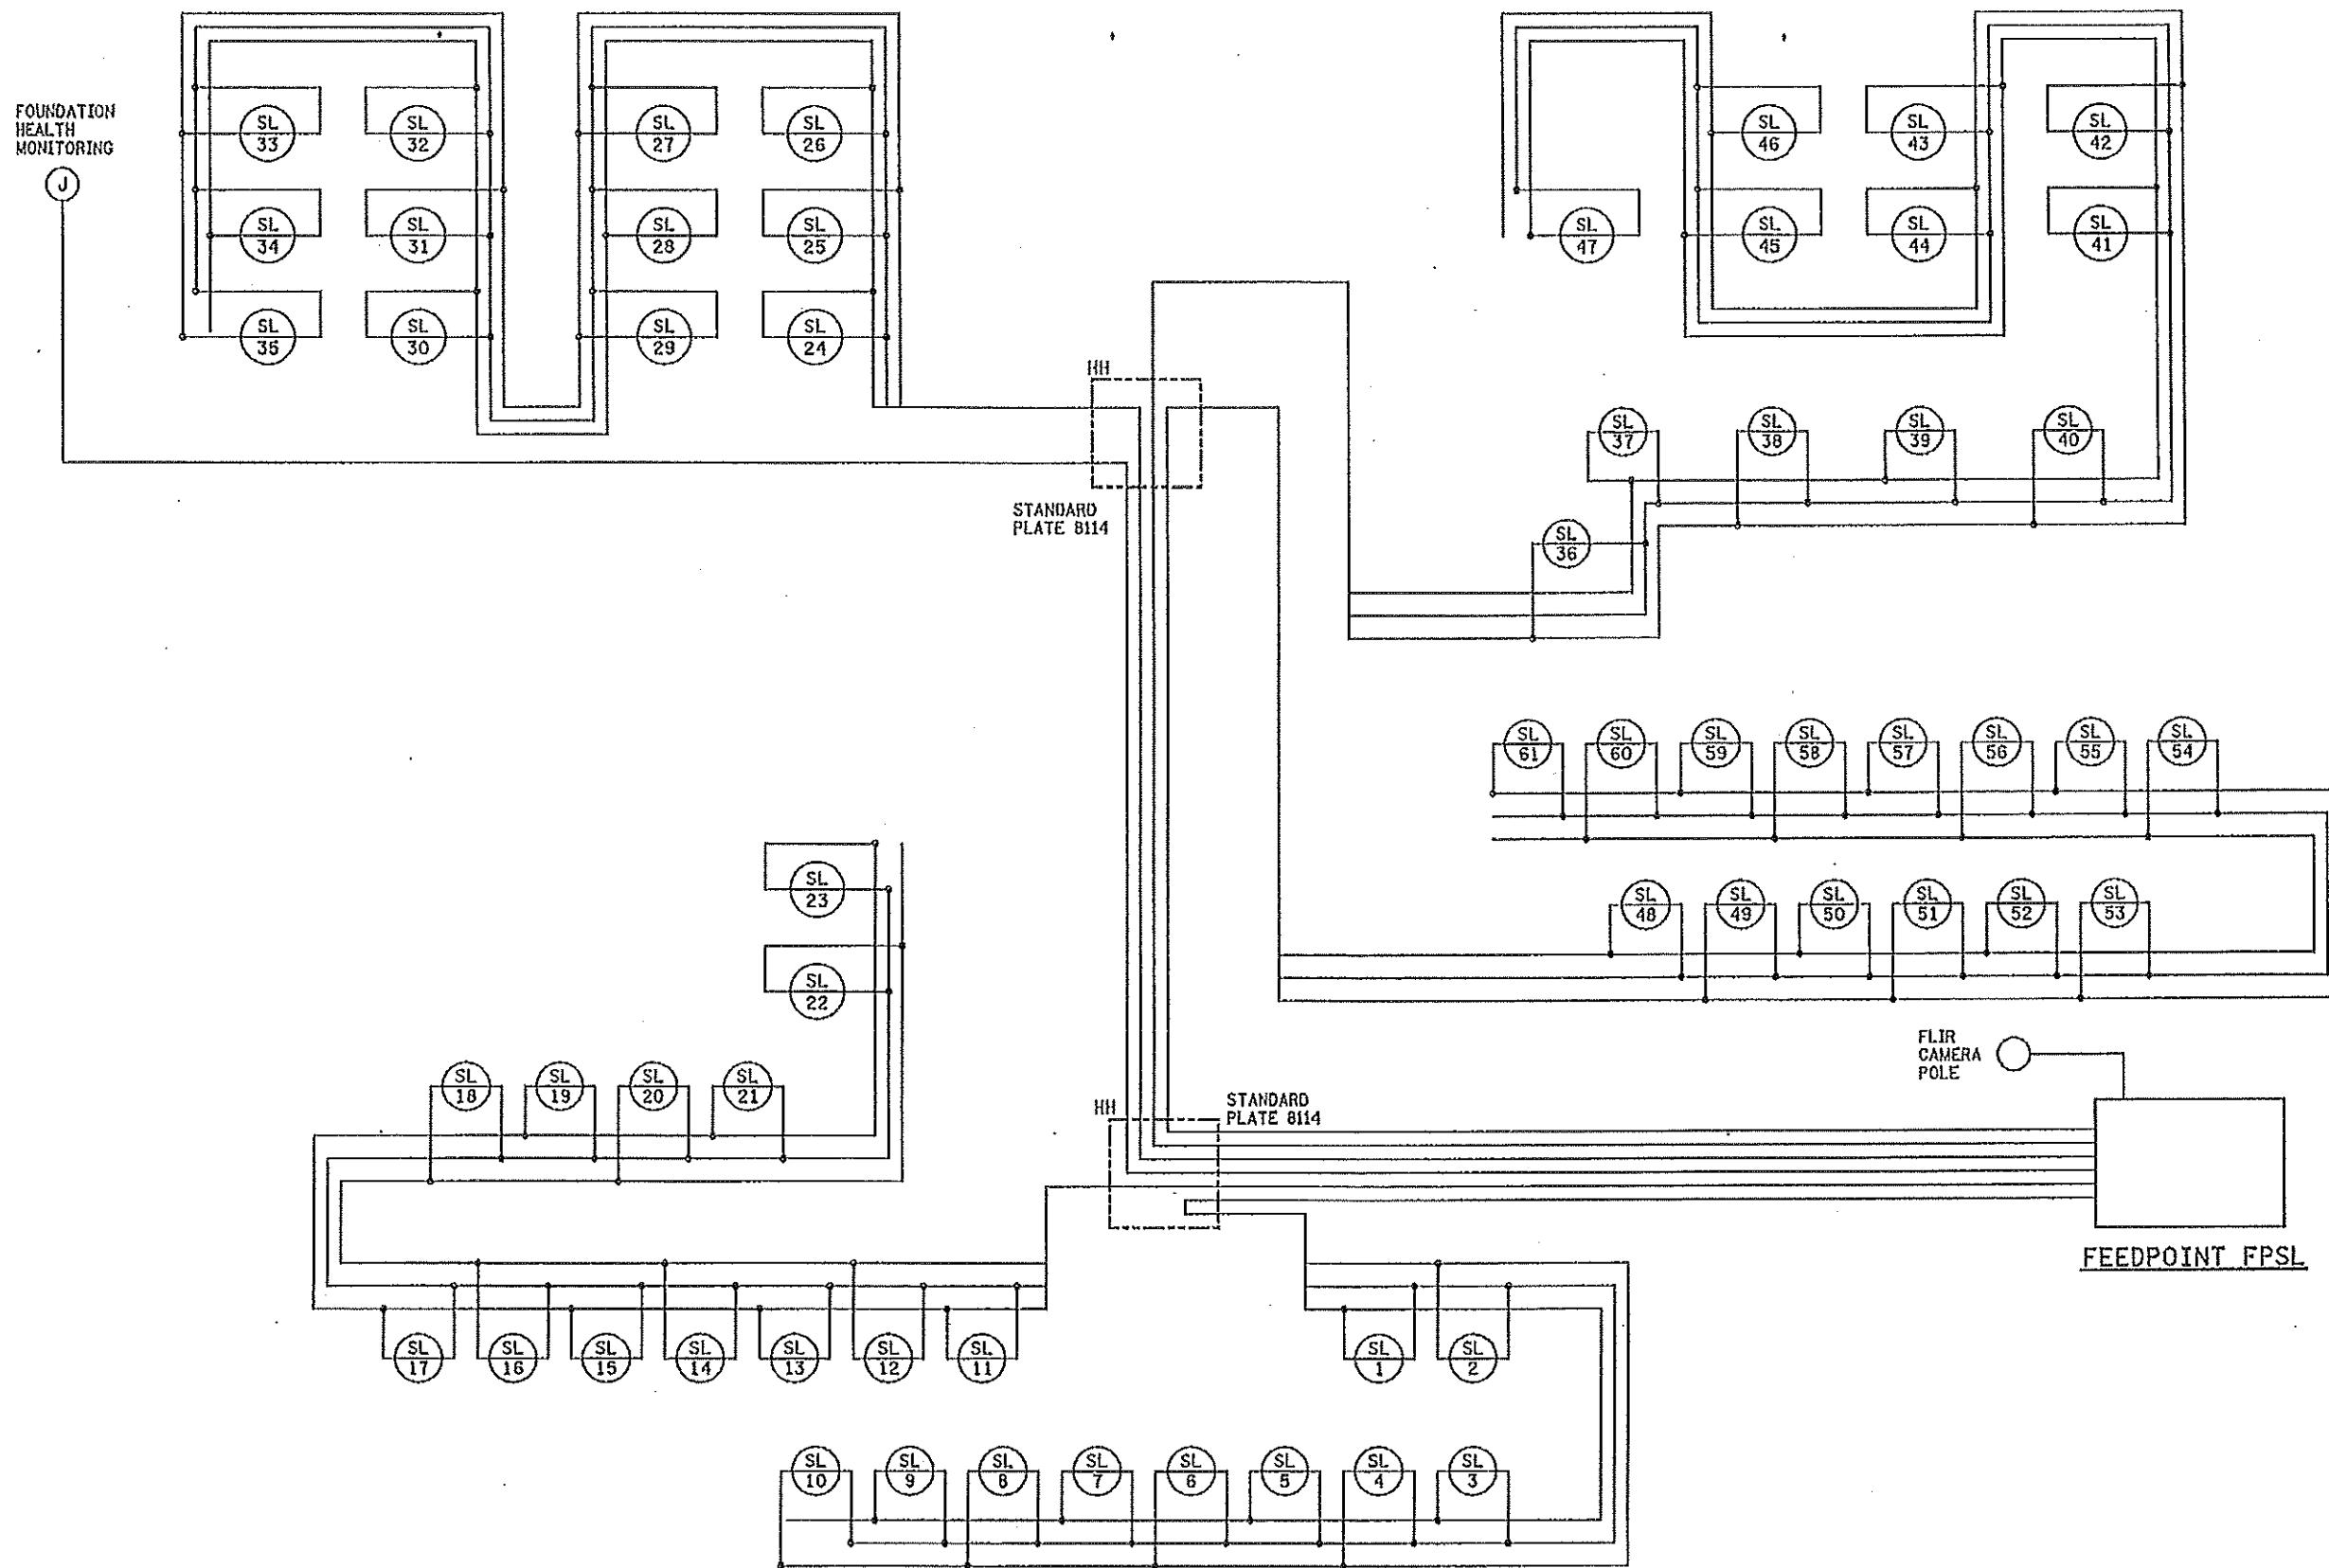 FOUNDATION
HEALTH
MONITORING
J
SL
33
SL
32
SL
27
SL
26
SL
46
SL
43
SL
42
SL
34
SL
31
SL
28
SL
25
SL
47
SL
45
SL
44
SL
41
SL
35
SL
30
SL
29
SL
24
HH
STANDARD
PLATE 8114
SL
37
SL
38
SL
39
SL
40
SL
36
SL
61
SL
60
SL
59
SL
58
SL
57
SL
56
SL
55
SL
54
SL
23
SL
48
SL
49
SL
50
SL
51
SL
52
SL
53
SL
22
FLIR
CAMERA
POLE
SL
18
SL
19
SL
20
SL
21
HH
STANDARD
PLATE 8114
FEEDPOINT FPSL
SL
17
SL
16
SL
15
SL
14
SL
13
SL
12
SL
11
SL
1
SL
2
SL
10
SL
9
SL
8
SL
7
SL
6
SL
5
SL
4
SL
3